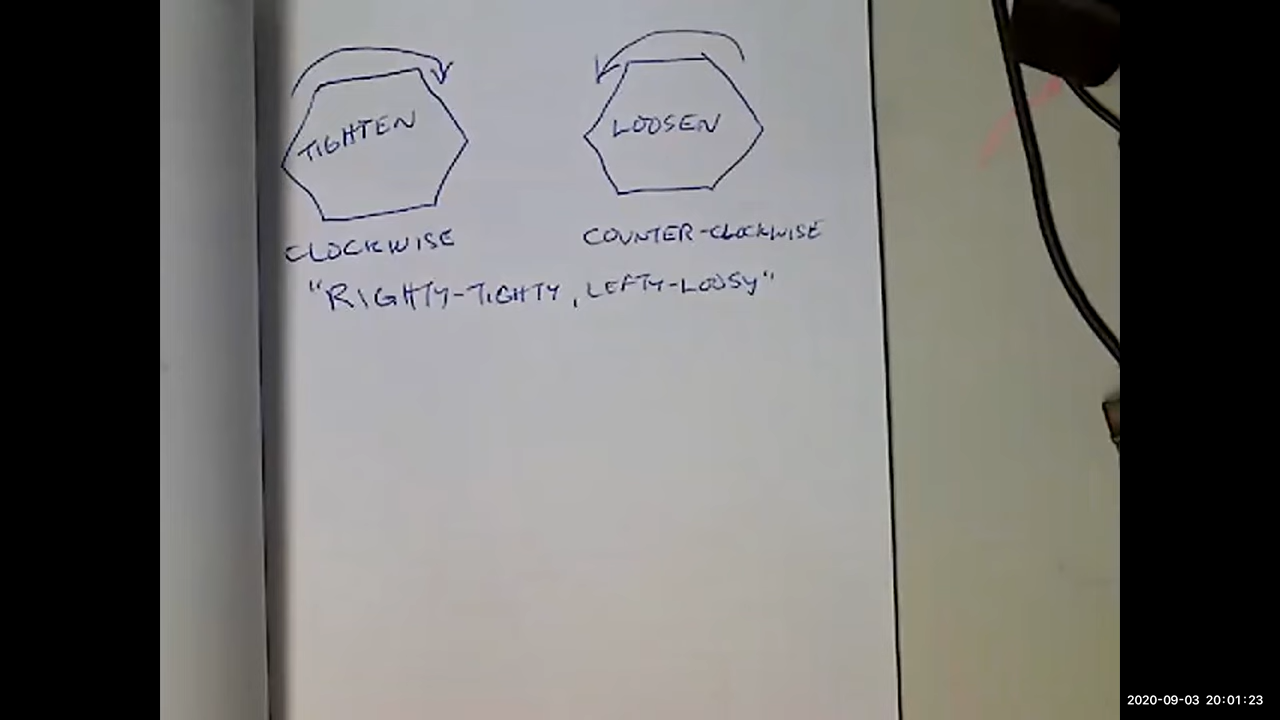 TIGHTEN
LOOSEN
CLOCKWISE
COUNTER-CLOCKWISE
"RIGHTY-TIGHTY, LEFTY-LOOSY"
2020-09-03 20:01:23